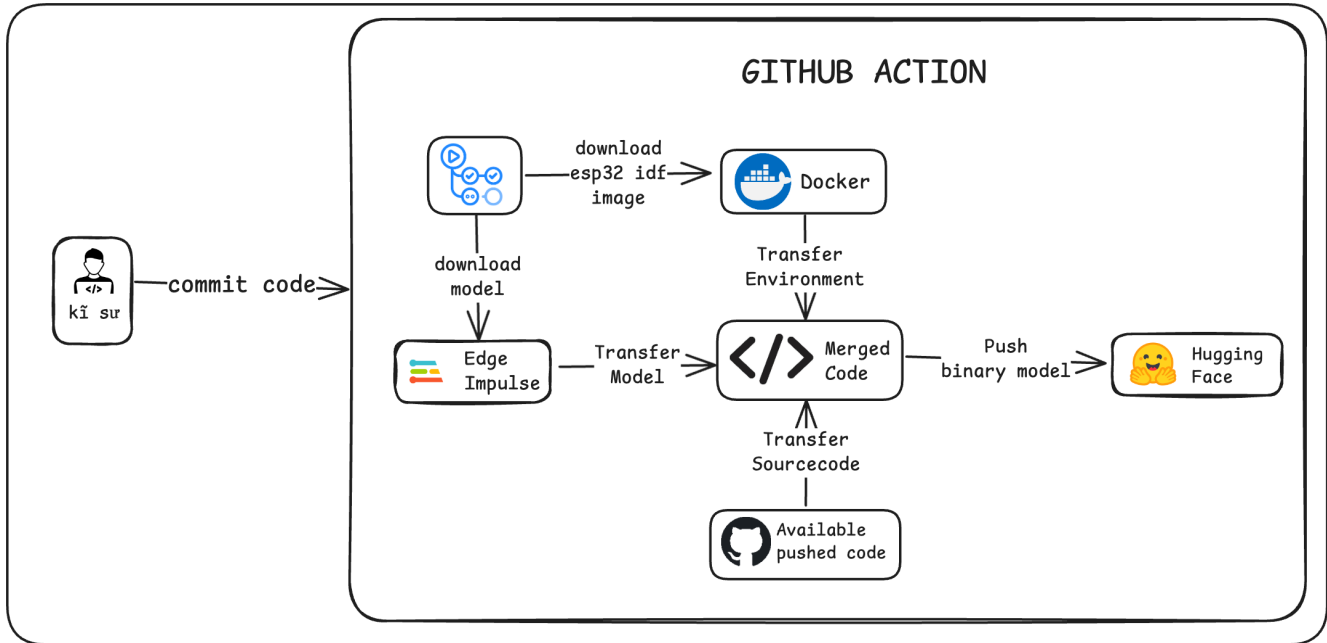 GITHUB ACTION
download
esp32 idf
image
Docker
Transfer
Environment
download
model
commit code
</>
kĩ sư
Edge
Impulse
Transfer
Model
</>
Merged
Code
Push
binary model
Hugging
Face
Transfer
Sourcecode
Available
pushed code